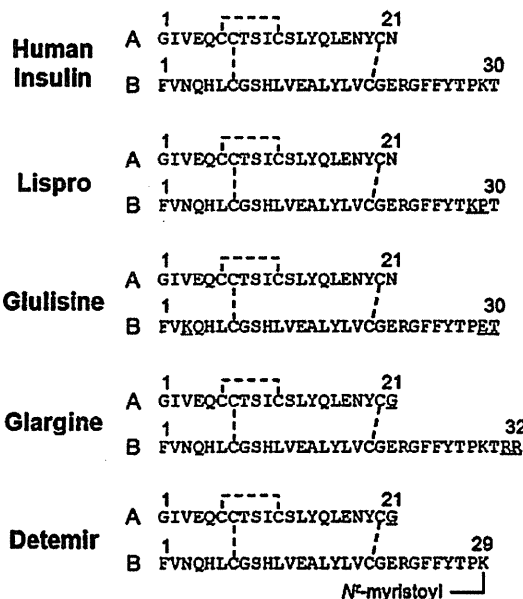 1 21
Human Insulin
A GIVEQCCTSICSLYQLENYCN
1 30
B FVNQHLCGSHLVEALYLVCGERGFFYTPKT
1 21
A GIVEQCCTSICSLYQLENYCN
Lispro
1 30
B FVNQHLCGSHLVEALYLVCGERGFFYTKPT
1 21
A GIVEQCCTSICSLYQLENYCN
Glulisine
1 30
B FVKQHLCGSHLVEALYLVCGERGFFYTPET
1 21
A GIVEQCCTSICSLYQLENYCG
Glargine
1 32
B FVNQHLCGSHLVEALYLVCGERGFFYTPKTRR
1 21
A GIVEQCCTSICSLYQLENYCG
Detemir
1 29
B FVNQHLCGSHLVEALYLVCGERGFFYTPK
Nᵋ-myristoyl